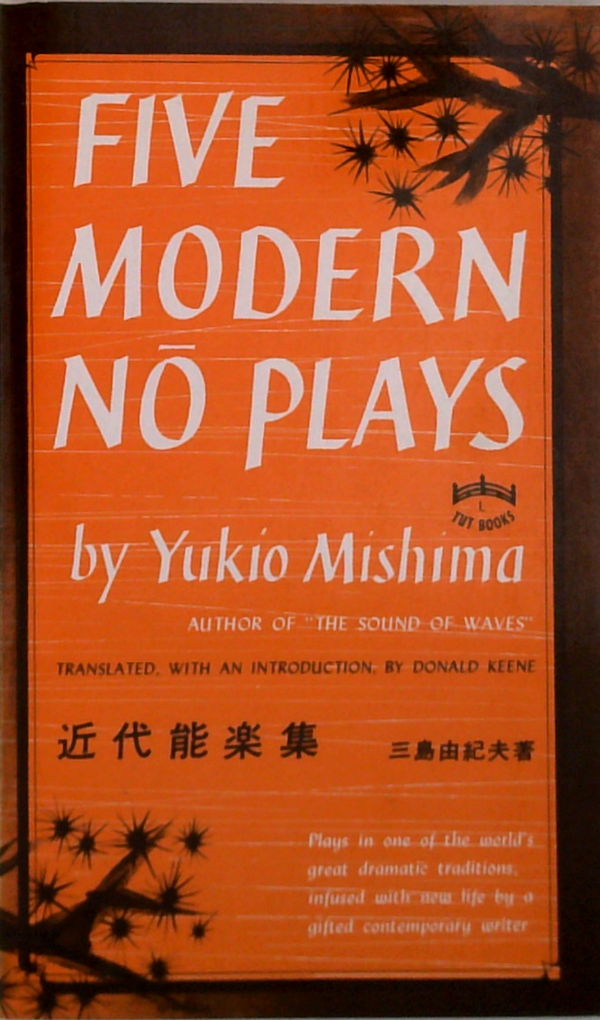 FIVE
MODERN
NŌ PLAYS
L
TUT BOOKS
by Yukio Mishima
AUTHOR OF "THE SOUND OF WAVES"
TRANSLATED, WITH AN INTRODUCTION, BY DONALD KEENE
近代能楽集 三島由紀夫著
Plays in one of the world's
great dramatic traditions,
infused with new life by a
gifted contemporary writer